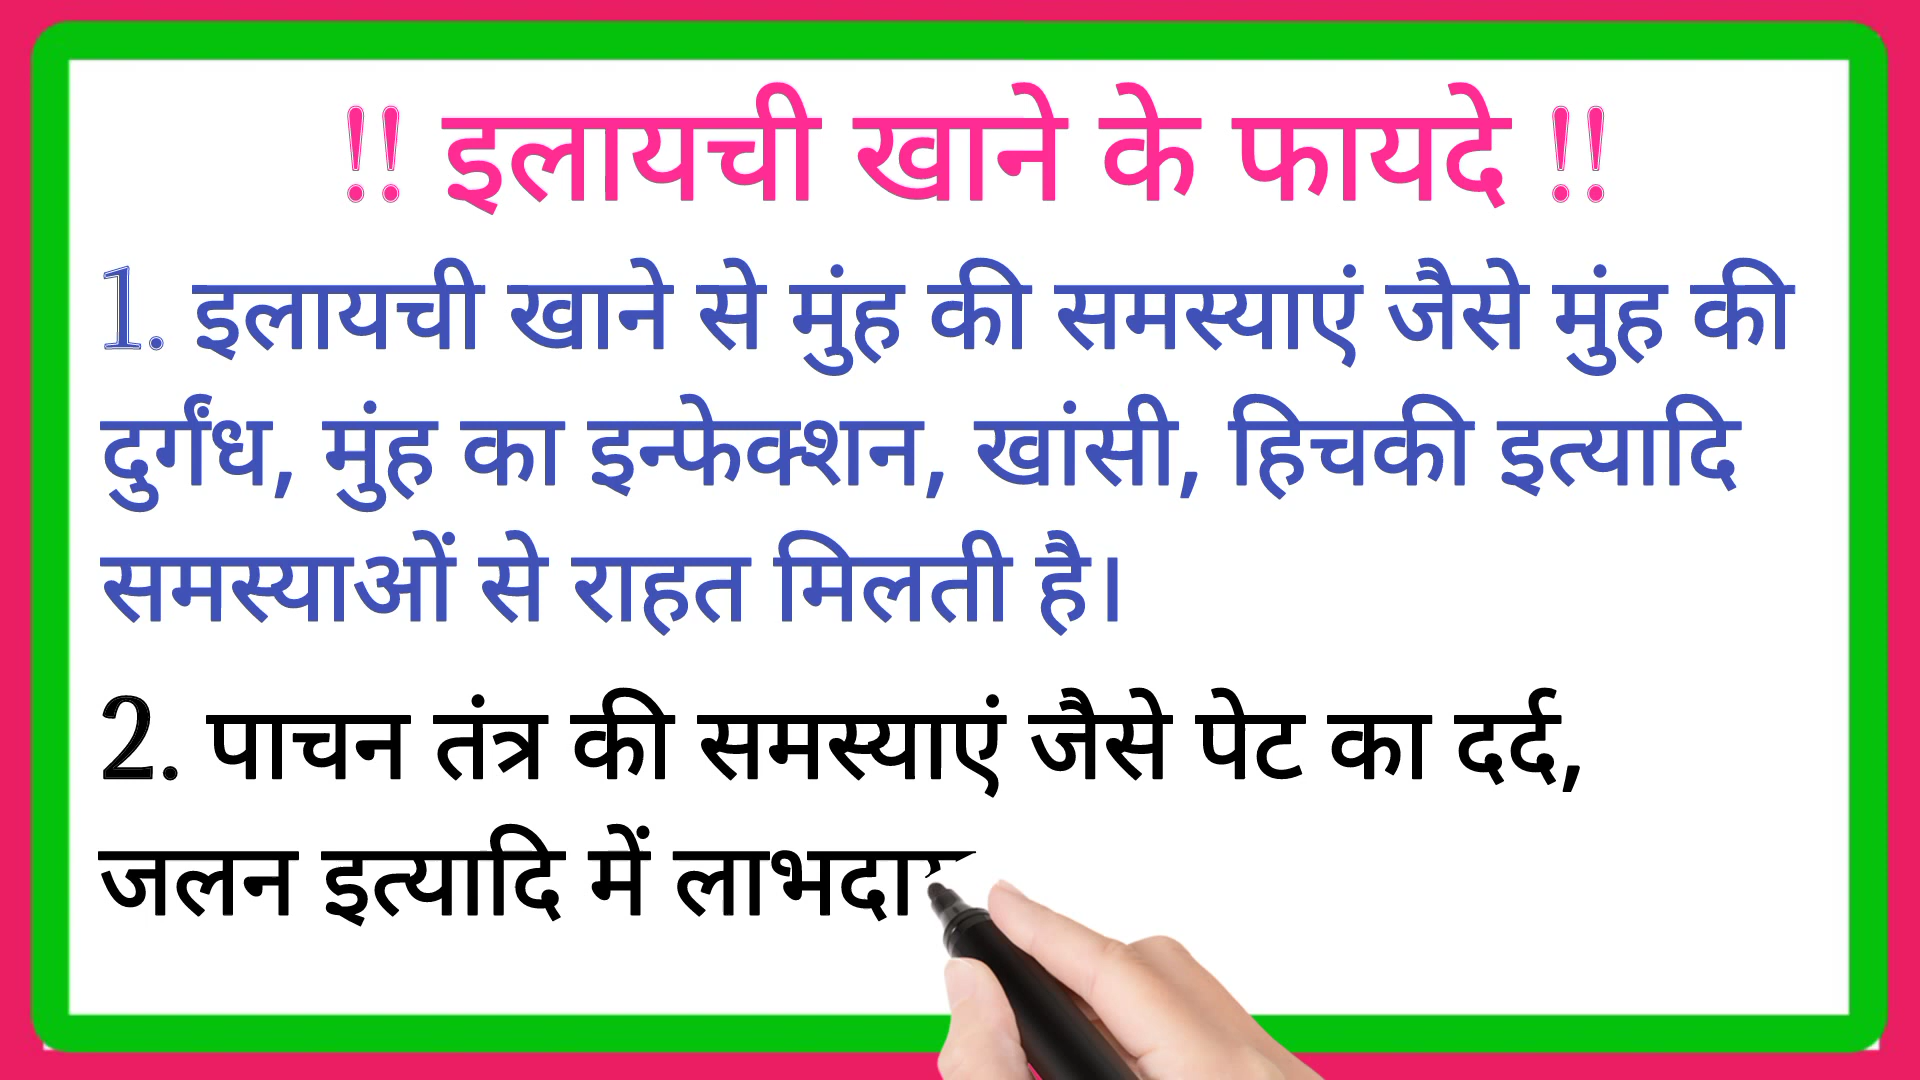 !! इलायची खाने के फायदे !!
1. इलायची खाने से मुंह की समस्याएं जैसे मुंह की
दुर्गंध, मुंह का इन्फेक्शन, खांसी, हिचकी इत्यादि
समस्याओं से राहत मिलती है।
2. पाचन तंत्र की समस्याएं जैसे पेट का दर्द,
जलन इत्यादि में